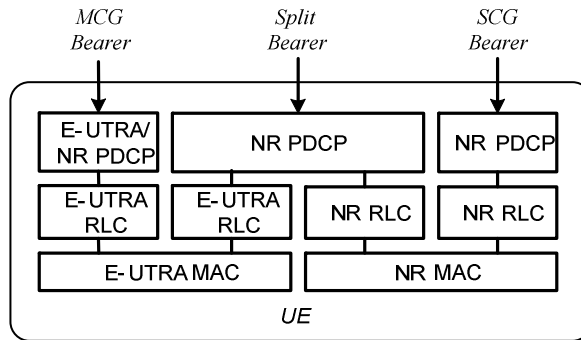 MCG Split SCG
Bearer Bearer Bearer
E-UTRA/
NR PDCP NR PDCP NR PDCP
E-UTRA E-UTRA NR RLC NR RLC
RLC RLC
E-UTRA MAC NR MAC
UE